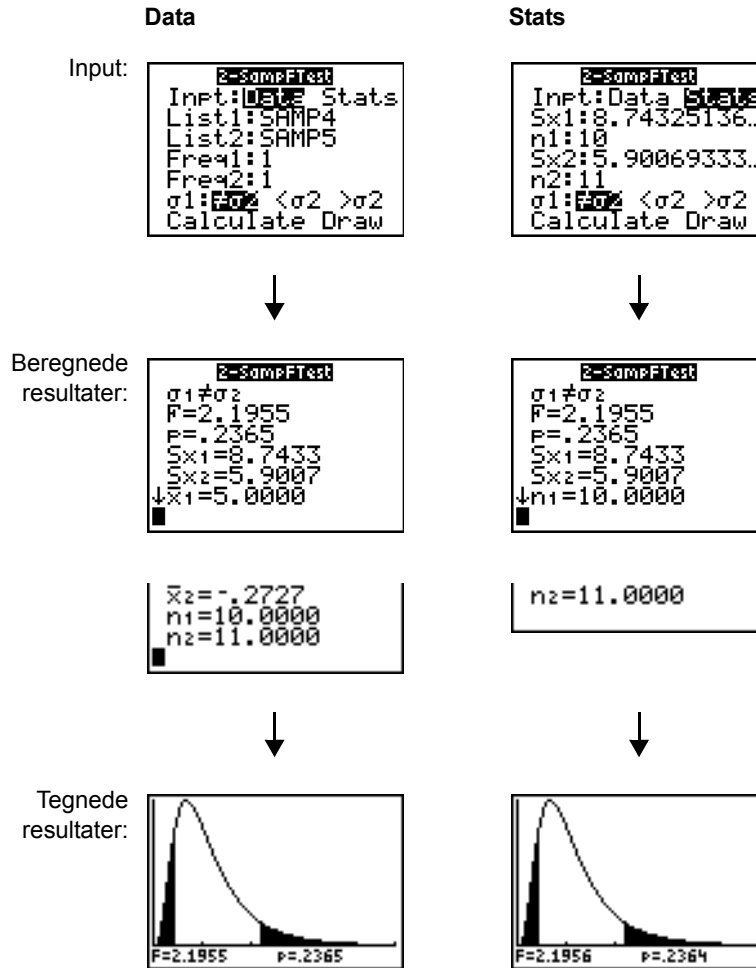 Data
Stats
Input:
2-SampFTest
Inpt:Data Stats
List1:SAMP4
List2:SAMP5
Freq1:1
Freq2:1
σ1:≠σ2 <σ2 >σ2
Calculate Draw
2-SampFTest
Inpt:Data Stats
Sx1:8.74325136…
n1:10
Sx2:5.90069333…
n2:11
σ1:≠σ2 <σ2 >σ2
Calculate Draw
Beregnede
resultater:
2-SampFTest
σ1≠σ2
F=2.1955
p=.2365
Sx1=8.7433
Sx2=5.9007
↓x̄1=5.0000
x̄2=-.2727
n1=10.0000
n2=11.0000
2-SampFTest
σ1≠σ2
F=2.1955
p=.2365
Sx1=8.7433
Sx2=5.9007
↓n1=10.0000
n2=11.0000
Tegnede
resultater:
F=2.1955 p=.2365
F=2.1956 p=.2364